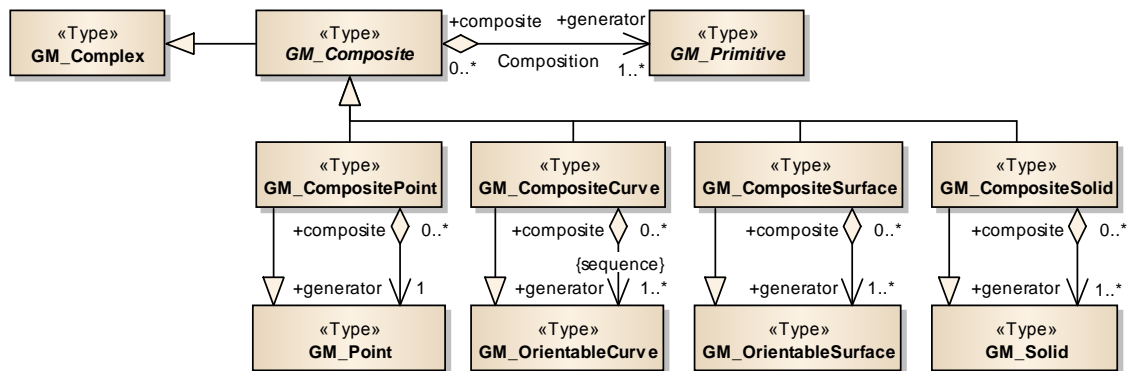 «Type»
GM_Complex
«Type»
GM_Composite
+composite
0..*
Composition
+generator
1..*
«Type»
GM_Primitive
«Type»
GM_CompositePoint
«Type»
GM_CompositeCurve
«Type»
GM_CompositeSurface
«Type»
GM_CompositeSolid
+composite 0..*
+composite 0..*
+composite 0..*
+composite 0..*
{sequence}
+generator 1
+generator 1..*
+generator 1..*
+generator 1..*
«Type»
GM_Point
«Type»
GM_OrientableCurve
«Type»
GM_OrientableSurface
«Type»
GM_Solid